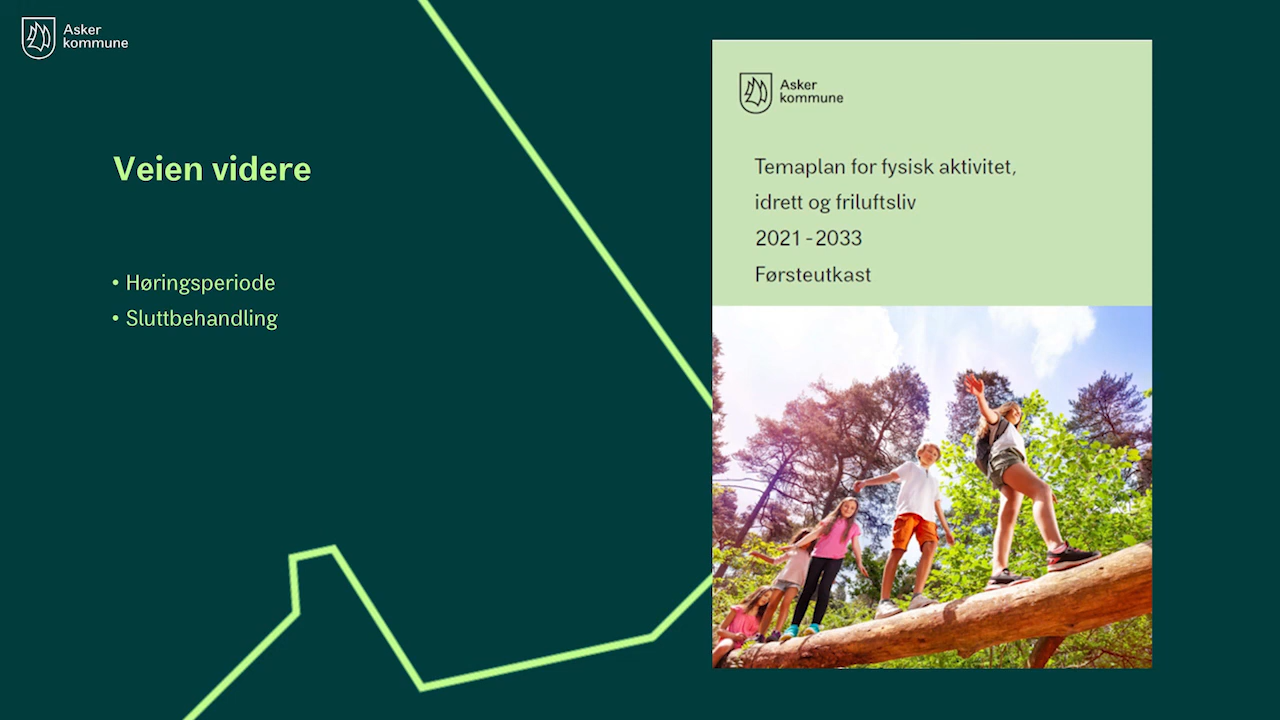 Asker
kommune
Veien videre
• Høringsperiode
• Sluttbehandling
Asker
kommune
Temaplan for fysisk aktivitet,
idrett og friluftsliv
2021 - 2033
Førsteutkast